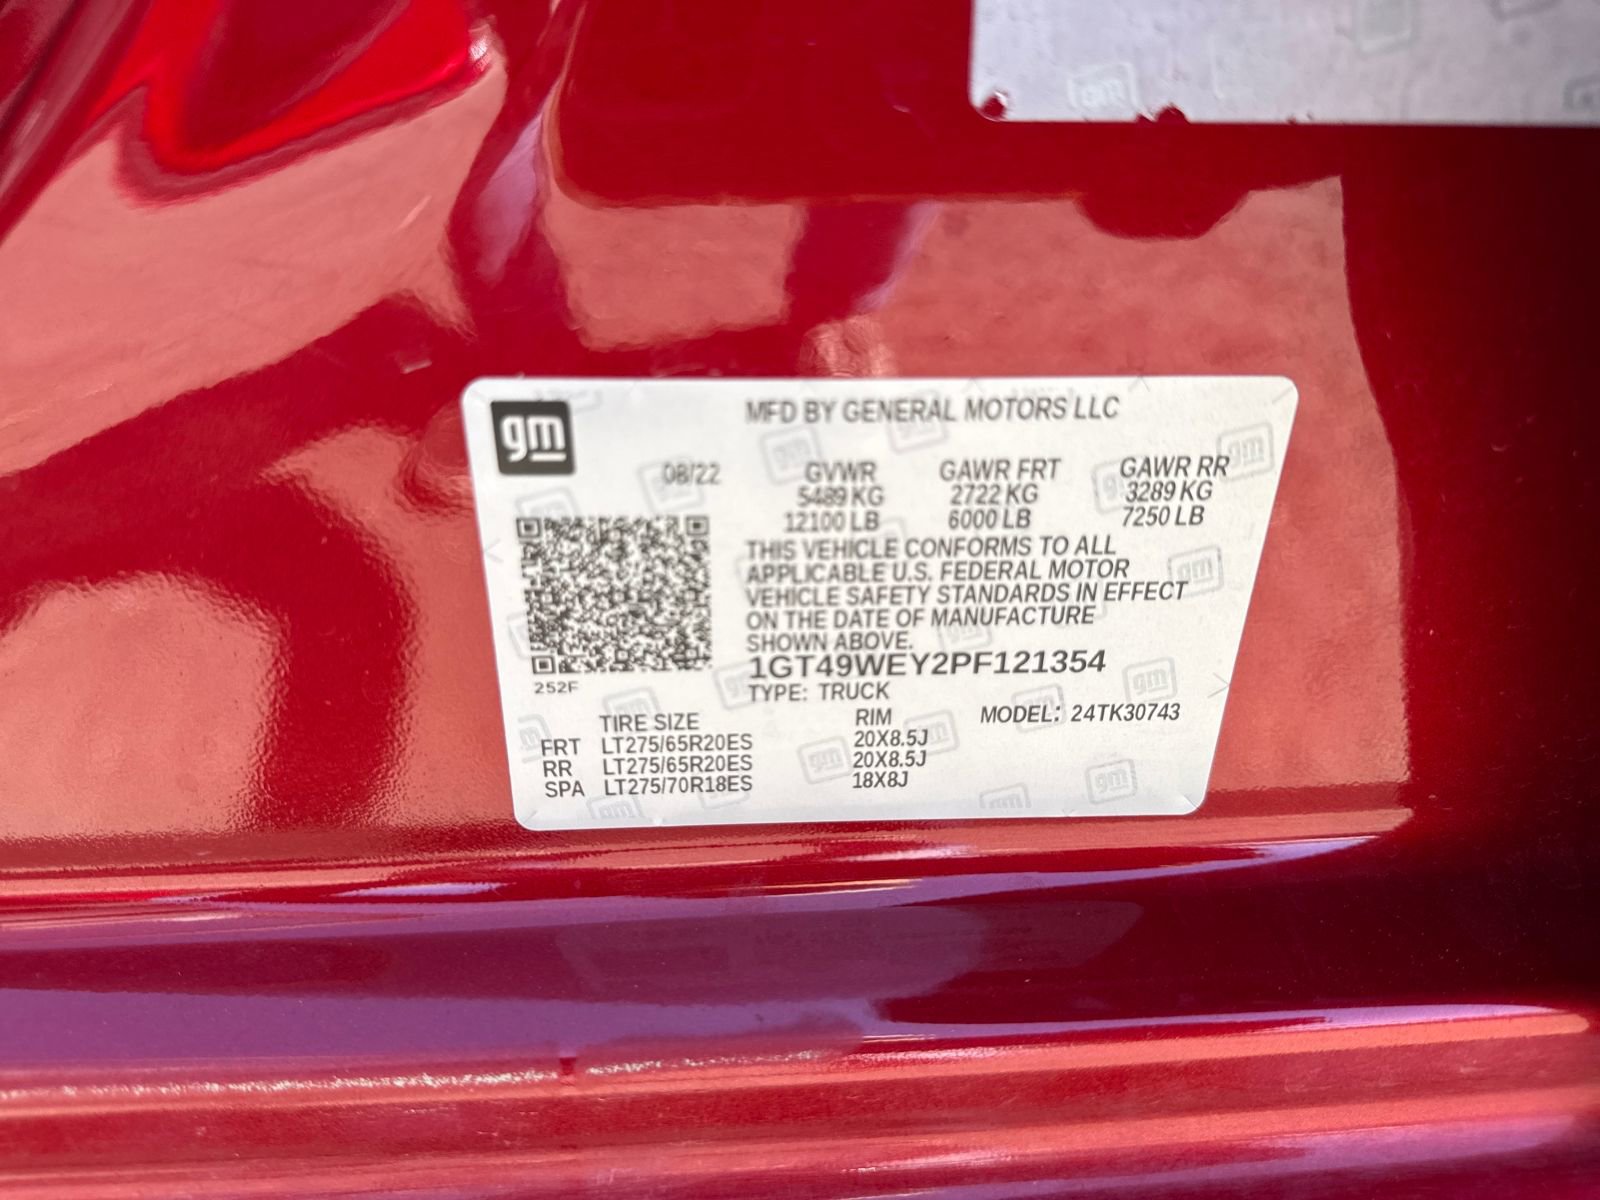 gm
MFD BY GENERAL MOTORS LLC
08/22 GVWR GAWR FRT GAWR RR
5489 KG 2722 KG 3289 KG
12100 LB 6000 LB 7250 LB
THIS VEHICLE CONFORMS TO ALL
APPLICABLE U.S. FEDERAL MOTOR
VEHICLE SAFETY STANDARDS IN EFFECT
ON THE DATE OF MANUFACTURE
SHOWN ABOVE.
1GT49WEY2PF121354
252F
TYPE: TRUCK
TIRE SIZE RIM MODEL: 24TK30743
FRT LT275/65R20ES 20X8.5J
RR LT275/65R20ES 20X8.5J
SPA LT275/70R18ES 18X8J